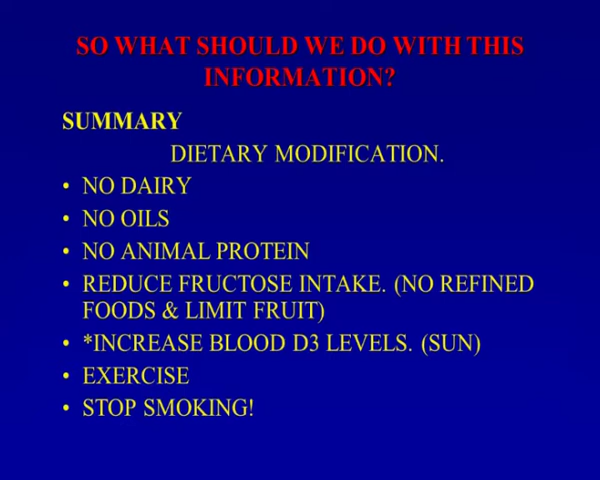 SO WHAT SHOULD WE DO WITH THIS
INFORMATION?
SUMMARY
DIETARY MODIFICATION.
• NO DAIRY
• NO OILS
• NO ANIMAL PROTEIN
• REDUCE FRUCTOSE INTAKE. (NO REFINED
FOODS & LIMIT FRUIT)
• *INCREASE BLOOD D3 LEVELS. (SUN)
• EXERCISE
• STOP SMOKING!